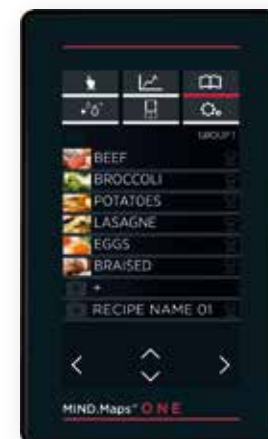 GROUP 1
BEEF
BROCCOLI
POTATOES
LASAGNE
EGGS
BRAISED
+
RECIPE NAME 01
MIND.Maps™ ONE